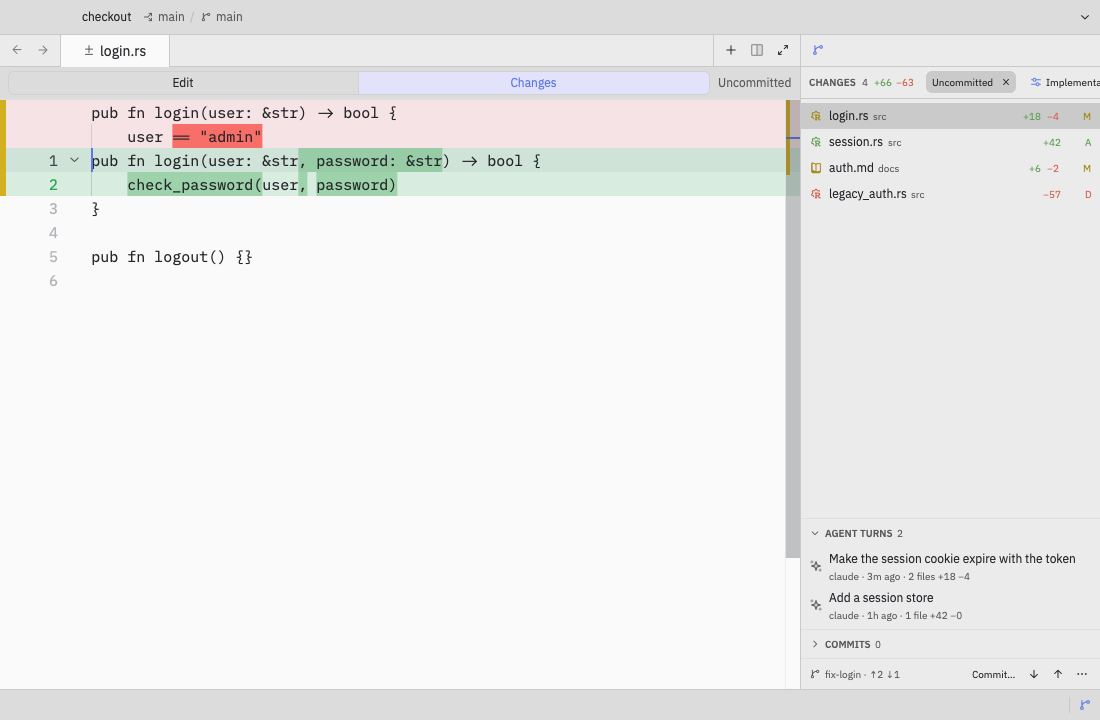 checkout main / main
login.rs
Edit Changes Uncommitted
pub fn login(user: &str) -> bool {
user == "admin"
1 pub fn login(user: &str, password: &str) -> bool {
2 check_password(user, password)
3 }
4
5 pub fn logout() {}
6
CHANGES 4 +66 −63 Uncommitted × Implementa
login.rs src +18 −4 M
session.rs src +42 A
auth.md docs +6 −2 M
legacy_auth.rs src −57 D
AGENT TURNS 2
Make the session cookie expire with the token
claude · 3m ago · 2 files +18 −4
Add a session store
claude · 1h ago · 1 file +42 −0
COMMITS 0
fix-login · ↑2 ↓1 Commit... ↓ ↑ ···